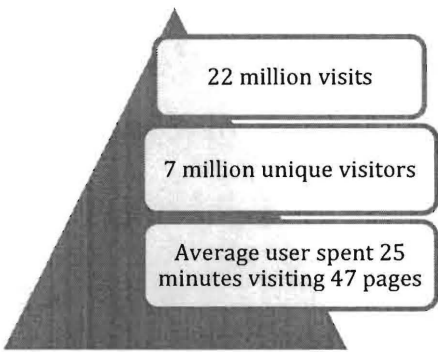 22 million visits
7 million unique visitors
Average user spent 25
minutes visiting 47 pages